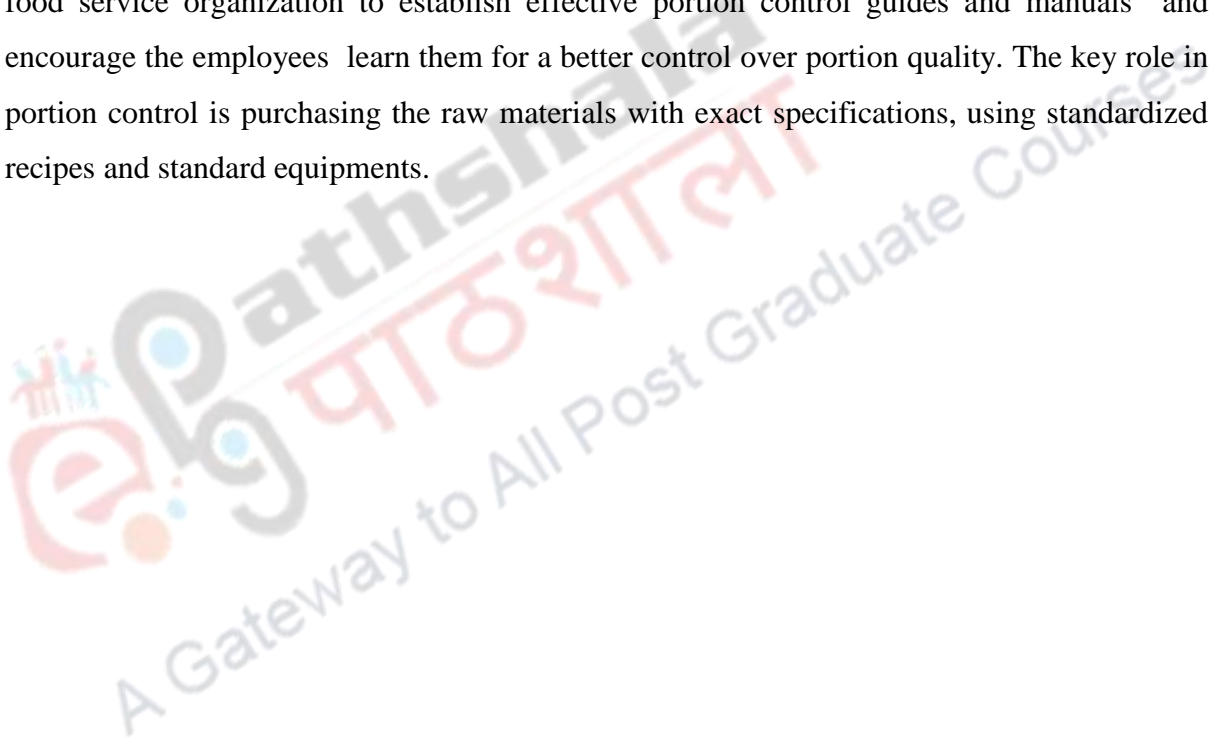 food service organization to establish effective portion control guides and manuals and
encourage the employees learn them for a better control over portion quality. The key role in
portion control is purchasing the raw materials with exact specifications, using standardized
recipes and standard equipments.
Pathshala
पाठशाला
A Gateway to All Post Graduate Courses